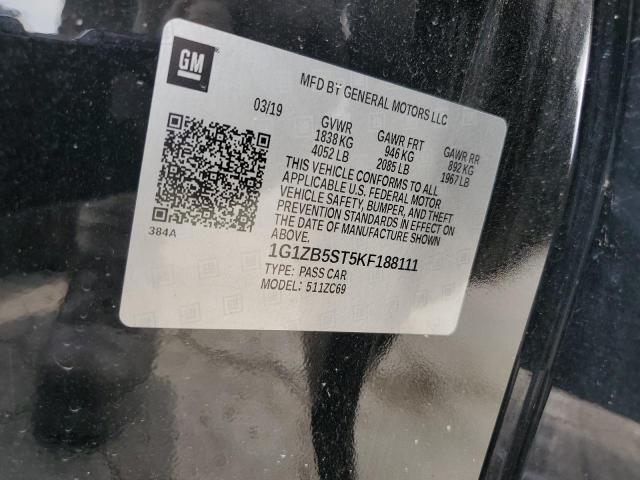 GM
MFD BY GENERAL MOTORS LLC
03/19
GVWR GAWR FRT GAWR RR
1838 KG 946 KG 892 KG
4052 LB 2085 LB 1967 LB
THIS VEHICLE CONFORMS TO ALL
APPLICABLE U.S. FEDERAL MOTOR
VEHICLE SAFETY, BUMPER, AND THEFT
PREVENTION STANDARDS IN EFFECT ON
THE DATE OF MANUFACTURE SHOWN
ABOVE.
384A
1G1ZB5ST5KF188111
TYPE: PASS CAR
MODEL: 511ZC69